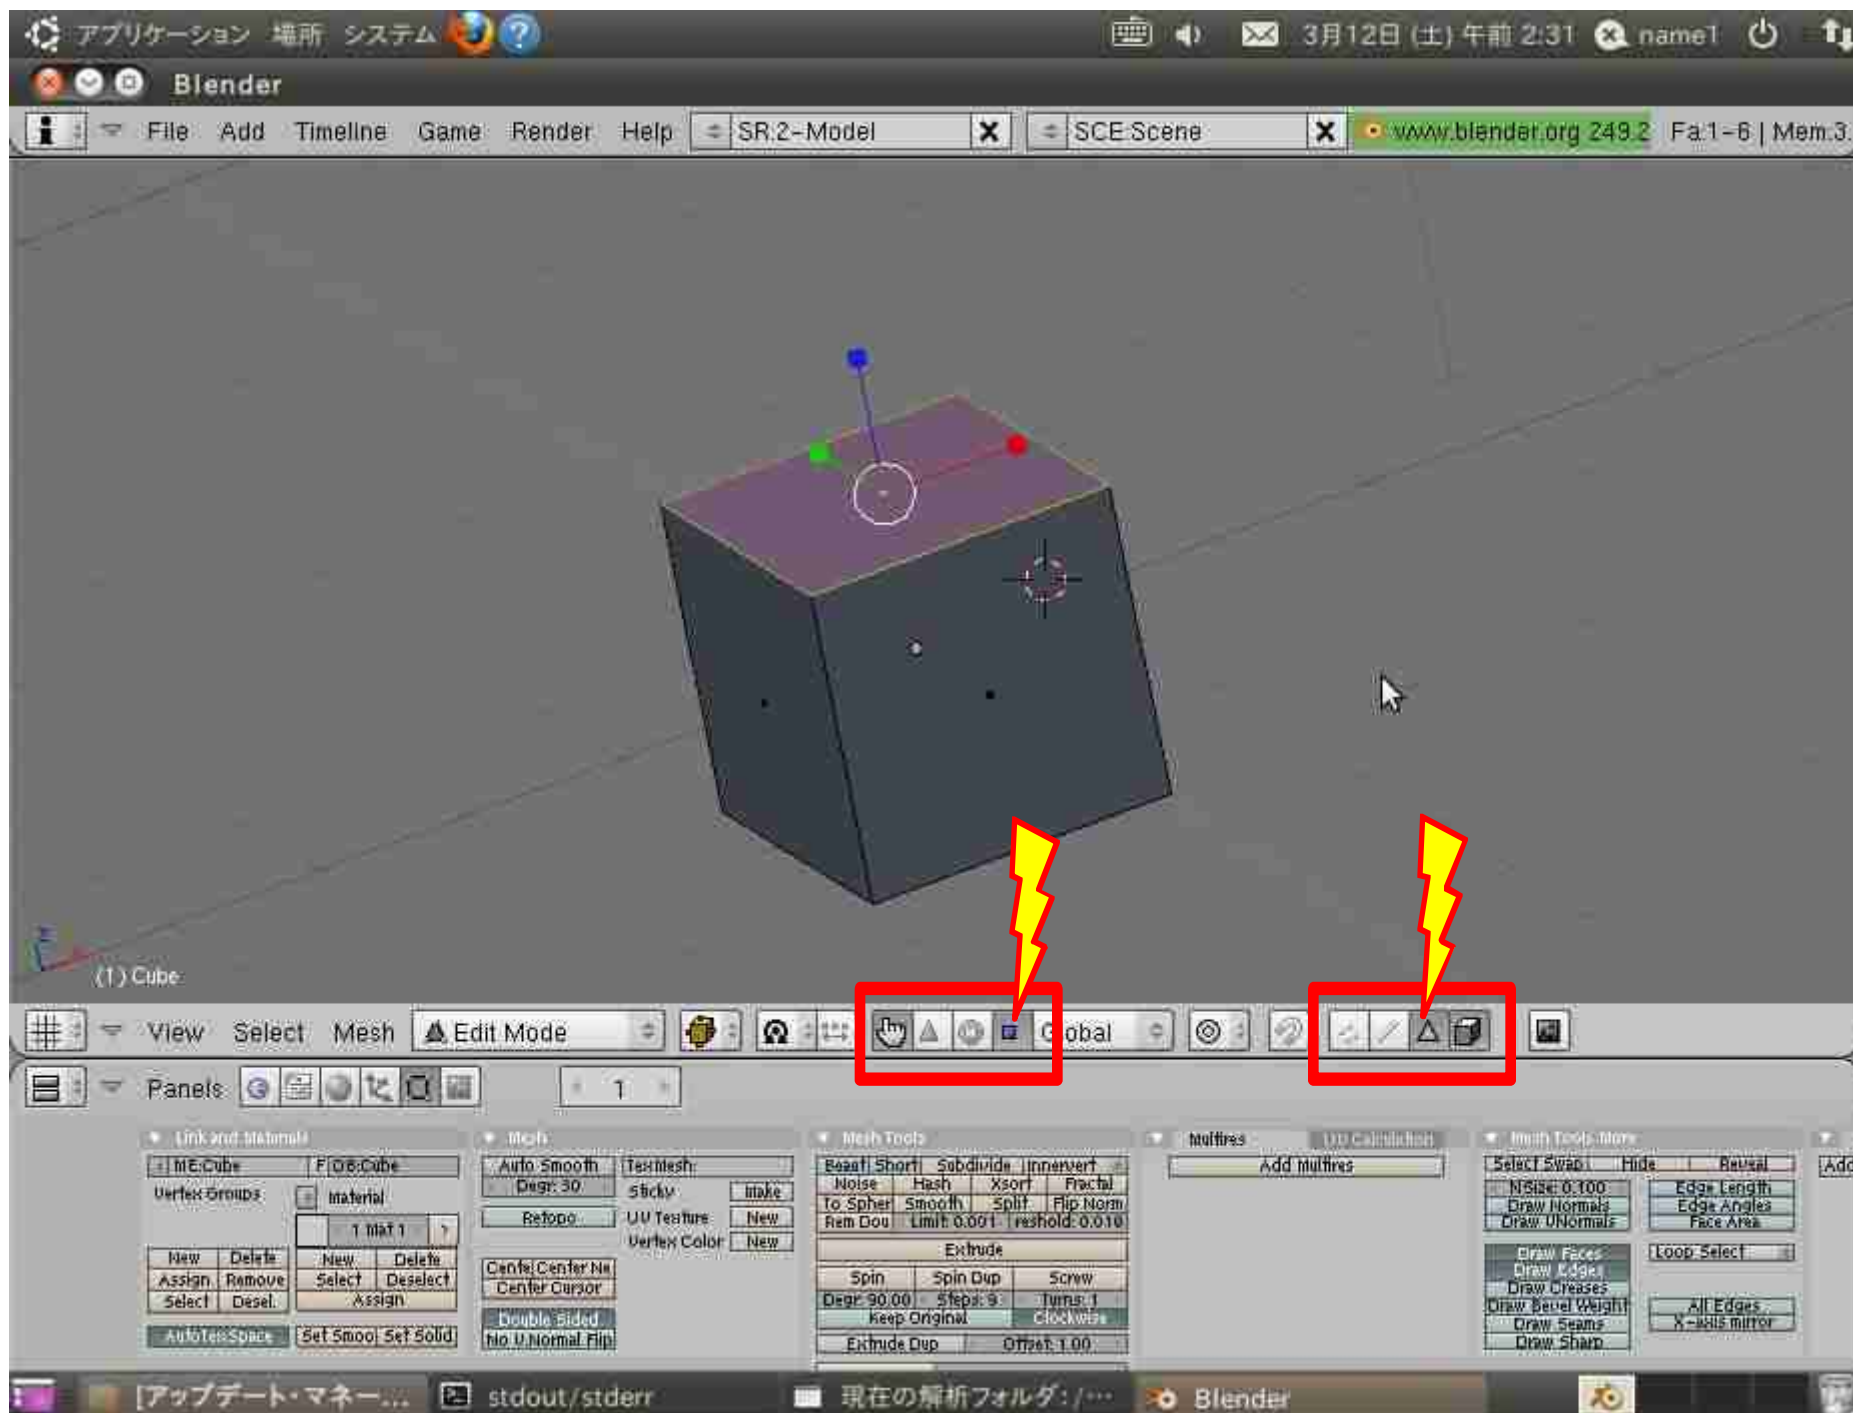 アプリケーション 場所 システム
3月12日 (土) 午前 2:31 name1
Blender
File Add Timeline Game Render Help SR:2-Model SCE:Scene www.blender.org 249.2 Fa:1-6 | Mem:3.
(1) Cube
View Select Mesh Edit Mode Global
Panels 1
Link and Materials
ME:Cube F OB:Cube
Vertex Groups Material
1 Mat 1 ?
New Delete New Delete
Assign Remove Select Deselect
Select Desel. Assign
AutoTexSpace Set Smoo Set Solid
Mesh
Auto Smooth TexMesh:
Degr: 30 Sticky Make
Retopo UV Texture New
Vertex Color New
Cente Center Ne
Center Cursor
Double Sided
No V.Normal Flip
Mesh Tools
Beaut Short Subdivide Innervert
Noise Hash Xsort Fractal
To Spher Smooth Split Flip Norm
Rem Dou Limit: 0.001 reshold: 0.010
Extrude
Spin Spin Dup Screw
Degr: 90.00 Steps: 9 Turns: 1
Keep Original Clockwise
Extrude Dup Offset: 1.00
Multires UV Calculation
Add Multires
Mesh Tools More
Select Swap Hide Reveal
NSize: 0.100 Edge Length
Draw Normals Edge Angles
Draw VNormals Face Area
Draw Faces Loop Select
Draw Edges
Draw Creases
Draw Bevel Weight All Edges
Draw Seams X-axis mirror
Draw Sharp
Add
[アップデート・マネー... stdout/stderr 現在の解析フォルダ:/… Blender